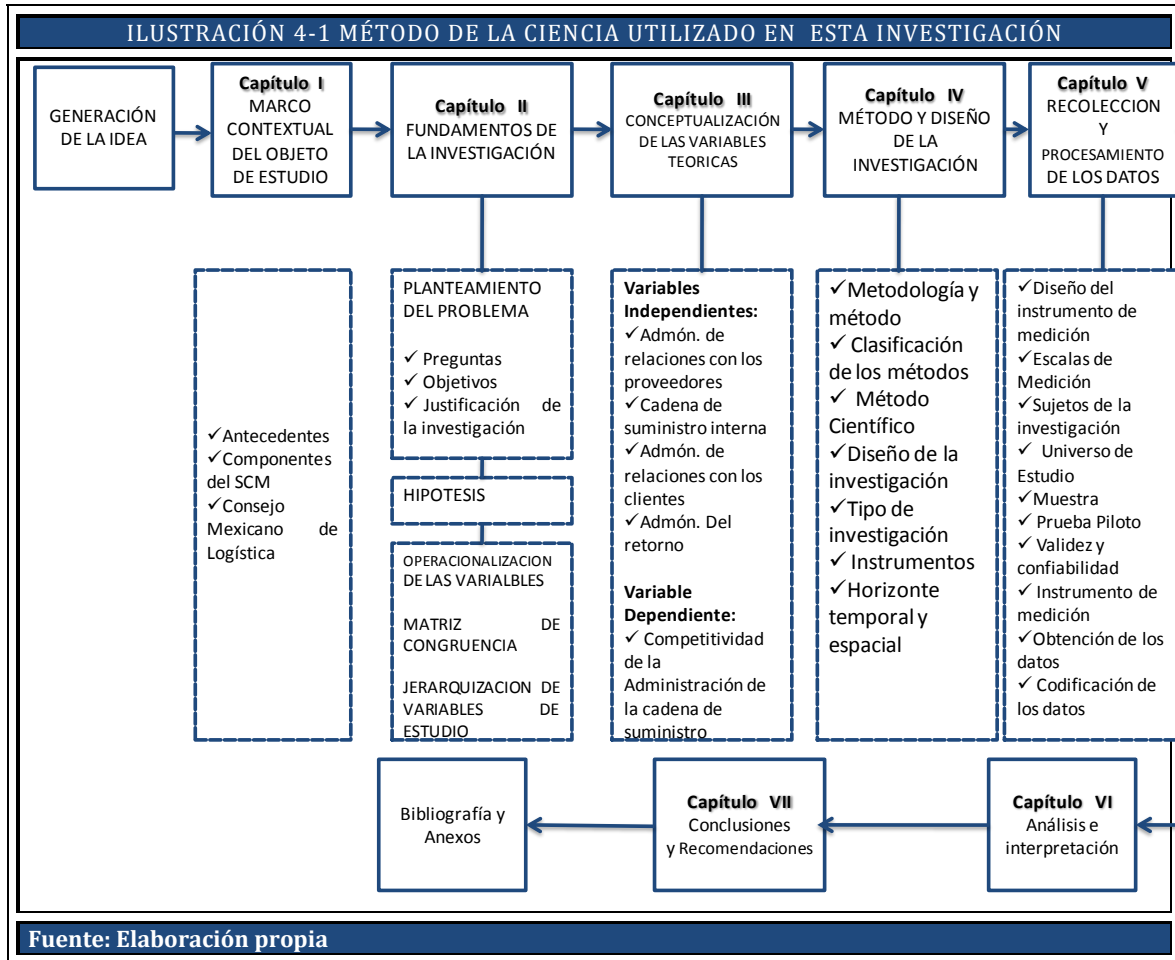 ILUSTRACIÓN 4-1 MÉTODO DE LA CIENCIA UTILIZADO EN ESTA INVESTIGACIÓN
GENERACIÓN
DE LA IDEA
Capítulo I
MARCO
CONTEXTUAL
DEL OBJETO
DE ESTUDIO
Capítulo II
FUNDAMENTOS DE
LA INVESTIGACIÓN
Capítulo III
CONCEPTUALIZACIÓN
DE LAS VARIABLES
TEORICAS
Capítulo IV
MÉTODO Y DISEÑO
DE LA
INVESTIGACIÓN
Capítulo V
RECOLECCION
Y
PROCESAMIENTO
DE LOS DATOS
✓Antecedentes
✓Componentes
del SCM
✓Consejo
Mexicano de
Logística
PLANTEAMIENTO
DEL PROBLEMA
✓ Preguntas
✓ Objetivos
✓ Justificación de
la investigación
HIPOTESIS
OPERACIONALIZACION
DE LAS VARIALBLES
MATRIZ DE
CONGRUENCIA
JERARQUIZACION DE
VARIABLES DE
ESTUDIO
Variables
Independientes:
✓Admón. de
relaciones con los
proveedores
✓Cadena de
suministro interna
✓Admón. de
relaciones con los
clientes
✓Admón. Del
retorno
Variable
Dependiente:
✓ Competitividad
de la
Administración de
la cadena de
suministro
✓Metodología y
método
✓ Clasificación
de los métodos
✓ Método
Científico
✓Diseño de la
investigación
✓Tipo de
investigación
✓ Instrumentos
✓Horizonte
temporal y
espacial
✓Diseño del
instrumento de
medición
✓Escalas de
Medición
✓Sujetos de la
investigación
✓ Universo de
Estudio
✓Muestra
✓ Prueba Piloto
✓ Validez y
confiabilidad
✓ Instrumento de
medición
✓Obtención de los
datos
✓ Codificación de
los datos
Bibliografía y
Anexos
Capítulo VII
Conclusiones
y Recomendaciones
Capítulo VI
Análisis e
interpretación
Fuente: Elaboración propia